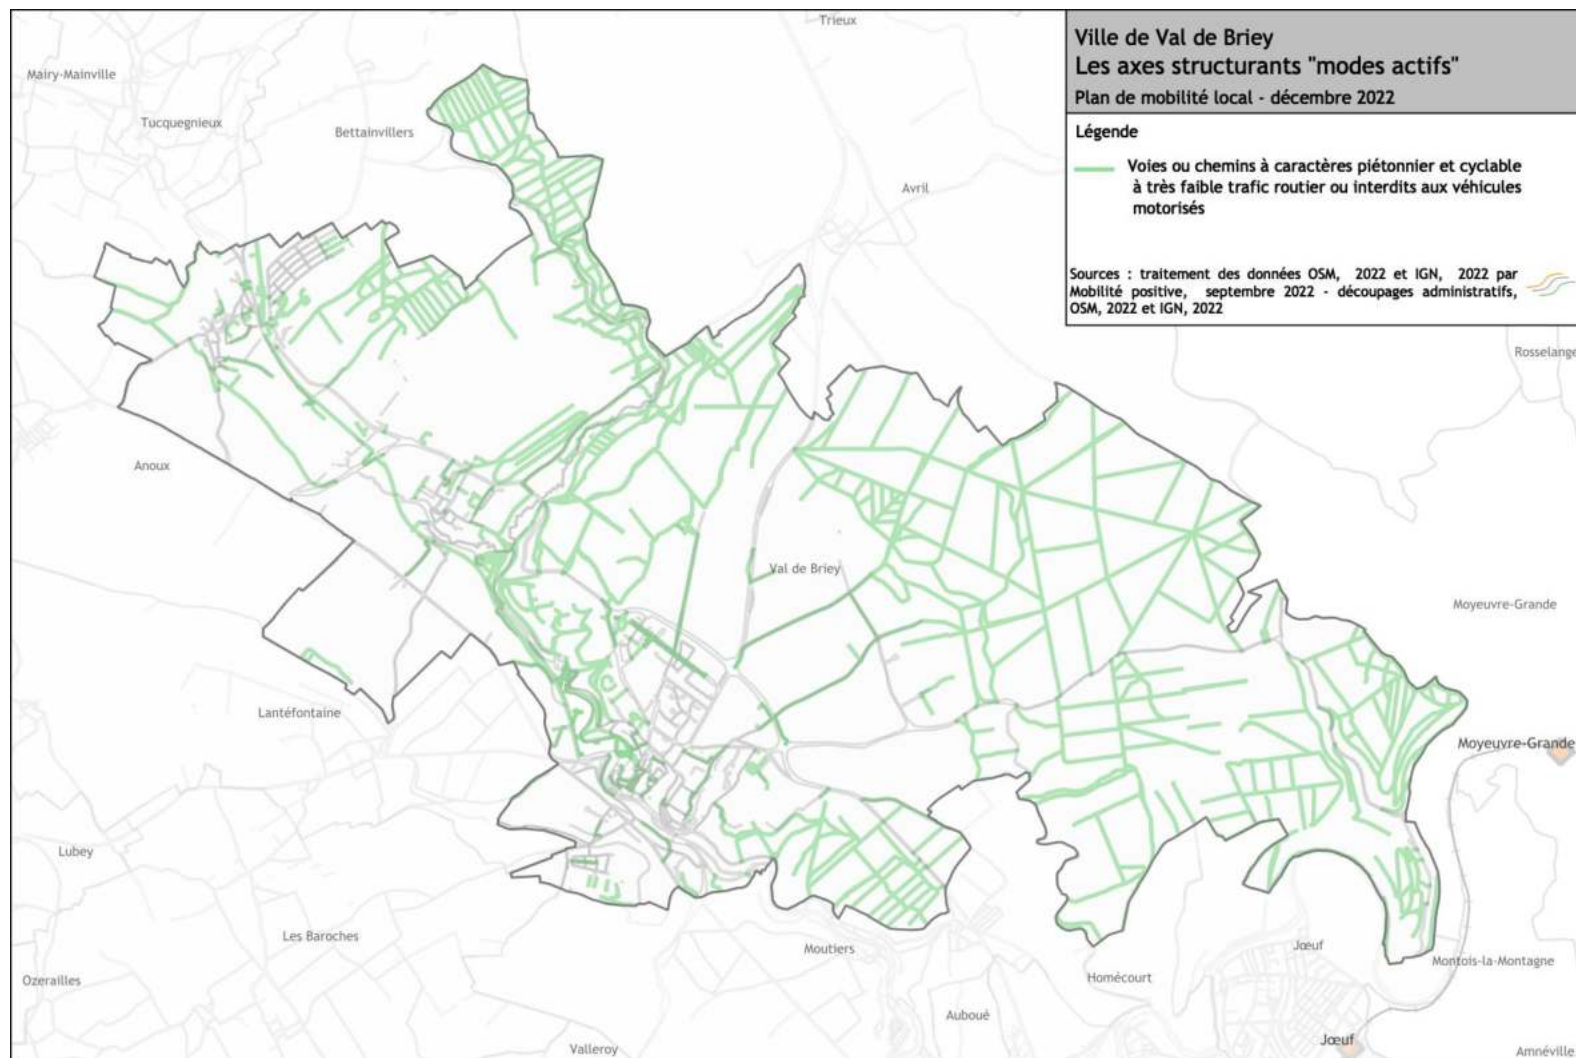 Ville de Val de Briey
Les axes structurants "modes actifs"
Plan de mobilité local - décembre 2022
Légende
Voies ou chemins à caractères piétonnier et cyclable
à très faible trafic routier ou interdits aux véhicules
motorisés
Sources : traitement des données OSM, 2022 et IGN, 2022 par
Mobilité positive, septembre 2022 - découpages administratifs,
OSM, 2022 et IGN, 2022
Trieux
Mairy-Mainville
Tucquegnieux
Bettainvillers
Avril
Rosselange
Anoux
Val de Briey
Moyeuvre-Grande
Lantéfontaine
Moyeuvre-Grande
Lubey
Les Baroches
Moutiers
Jœuf
Montois-la-Montagne
Ozerailles
Homécourt
Auboué
Jœuf
Valleroy
Amnéville